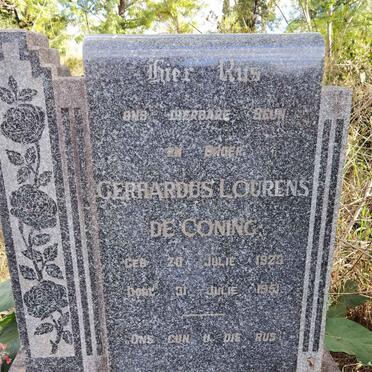 Hier Rus
ONS DIERBARE SEUN
EN BROER
GERHARDUS LOURENS
DE CONING
GEB 20 JULIE 1923
OORL 31 JULIE 1951
ONS GUN U DIE RUS